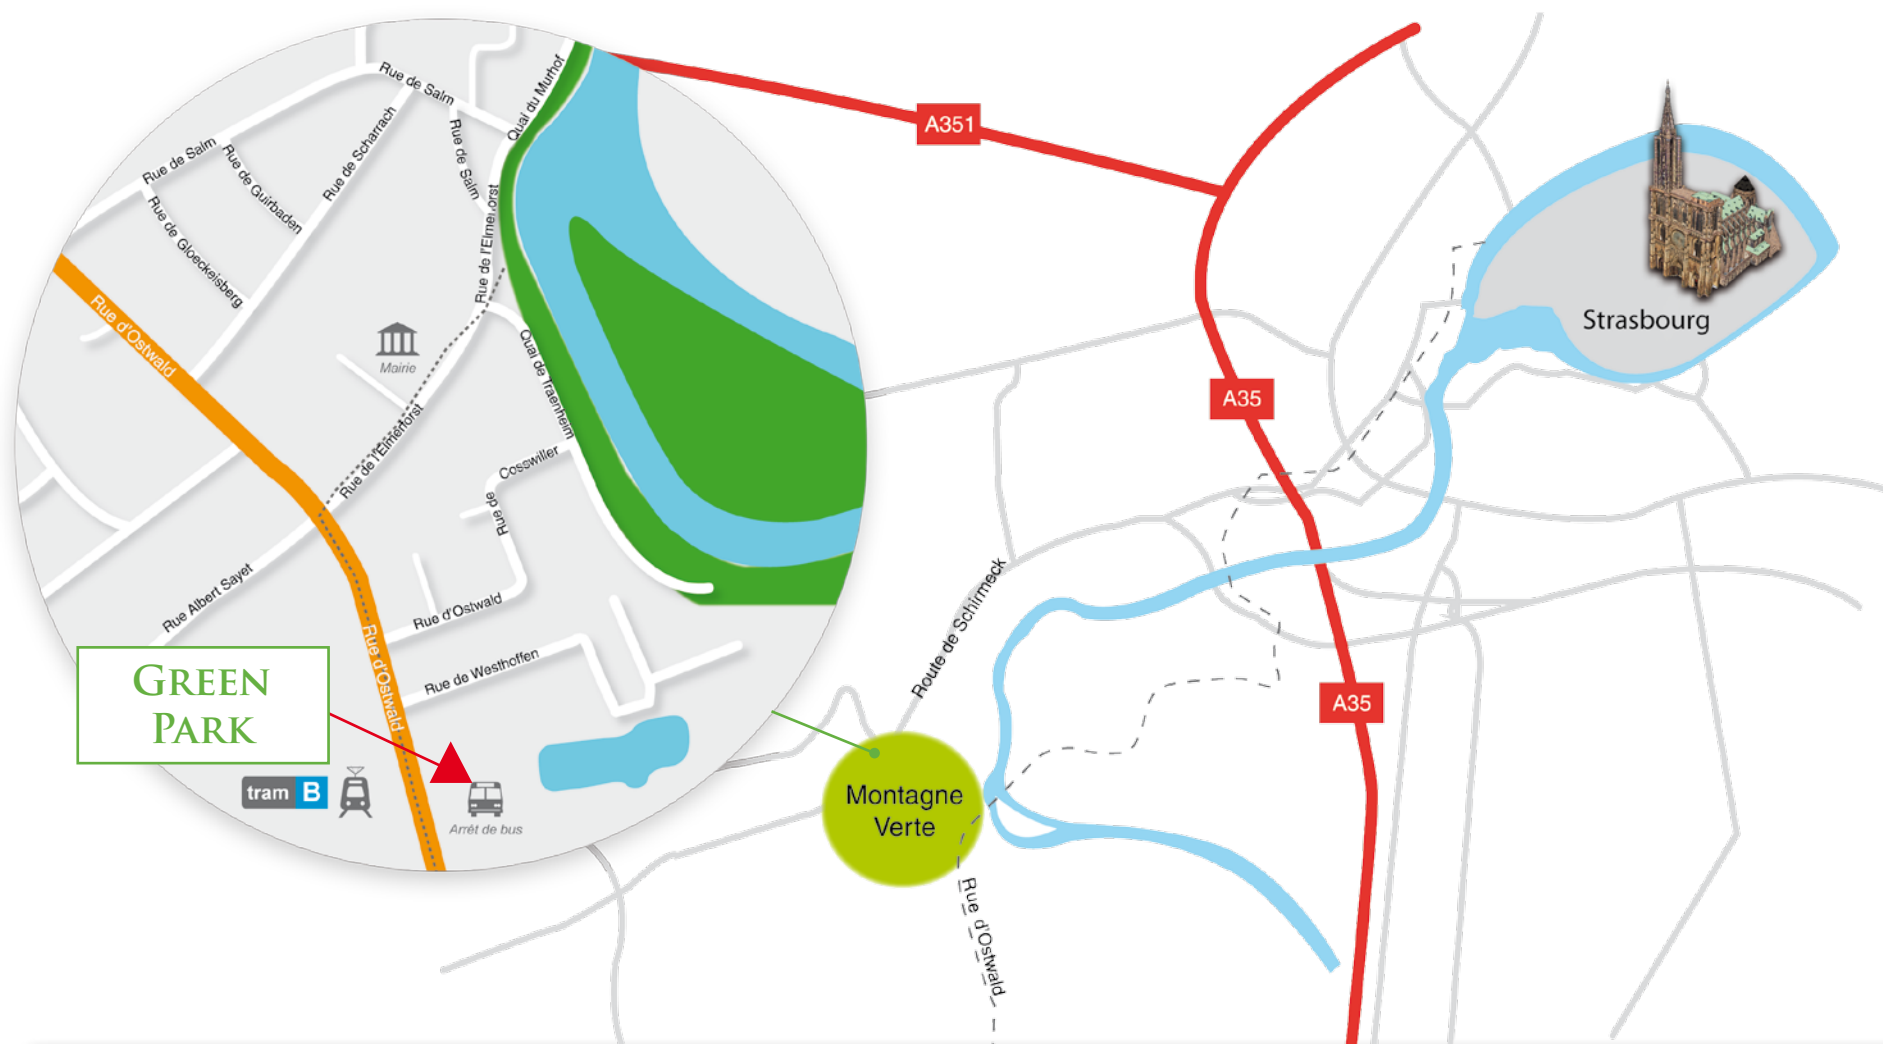 Rue de Salm
Quai du Murhof
Rue de Salm
Rue de Guirbaden
Rue de Scharrach
Rue de Salm
Rue de Gloeckelsberg
Rue de l'Elmerforst
Rue d'Ostwald
Mairie
Quai de Traenheim
Rue de l'Elmerforst
Rue de
Cosswiller
Rue Albert Sayet
Rue d'Ostwald
Rue d'Ostwald
Rue de Westhoffen
GREEN
PARK
tram B
Arrêt de bus
A351
A35
A35
Strasbourg
Route de Schirmeck
Montagne
Verte
Rue d'Ostwald